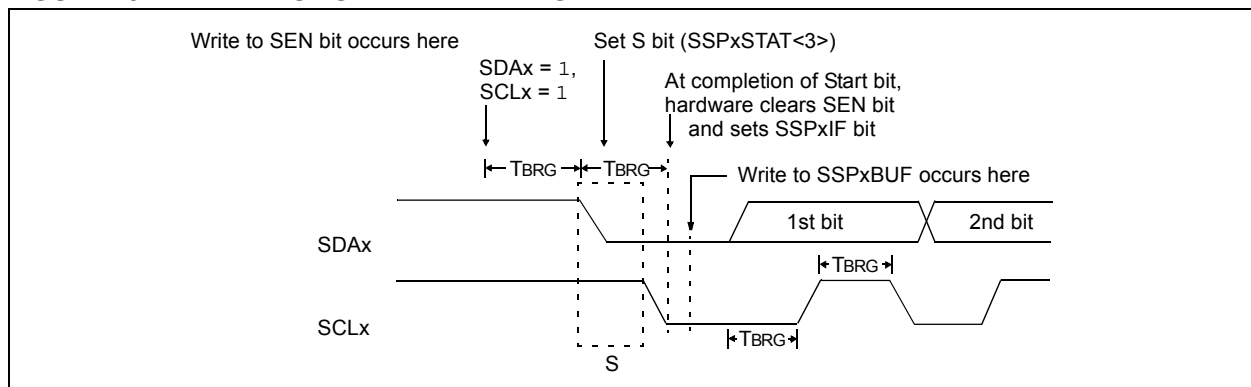 Write to SEN bit occurs here
Set S bit (SSPxSTAT<3>)
SDAx = 1,
SCLx = 1
At completion of Start bit,
hardware clears SEN bit
and sets SSPxIF bit
TBRG
TBRG
Write to SSPxBUF occurs here
SDAx
1st bit
2nd bit
TBRG
SCLx
TBRG
S